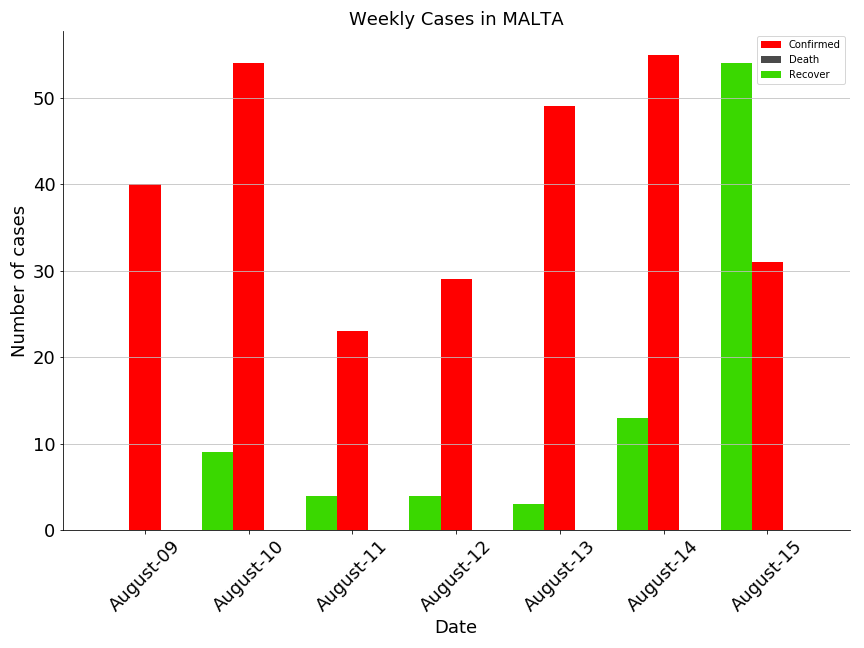 Weekly Cases in MALTA
Confirmed
Death
Recover
Number of cases
50
40
30
20
10
0
August-09
August-10
August-11
August-12
August-13
August-14
August-15
Date